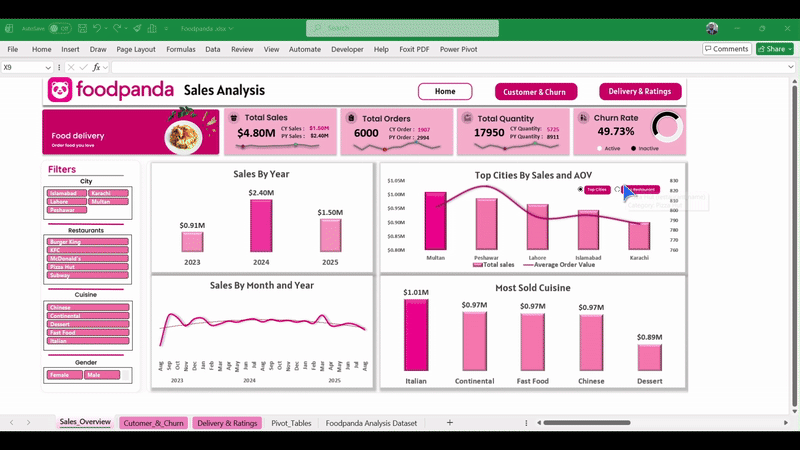 AutoSave Off Foodpanda .xlsx Search
File Home Insert Draw Page Layout Formulas Data Review View Automate Developer Help Foxit PDF Power Pivot Comments Share
X9 fx
foodpanda Sales Analysis Home Customer & Churn Delivery & Ratings
Food delivery
Order food you love
Total Sales
$4.80M
CY Sales : $1.50M
PY Sales : $2.40M
Total Orders
6000
CY Order : 1907
PY Order : 2994
Total Quantity
17950
CY Quantity: 5725
PY Quantity: 8911
Churn Rate
49.73%
Active Inactive
Filters
City
Islamabad Karachi
Lahore Multan
Peshawar
Restaurants
Burger King
KFC
McDonald's
Pizza Hut
Subway
Cuisine
Chinese
Continental
Dessert
Fast Food
Italian
Gender
Female Male
Sales By Year
$0.91M $2.40M $1.50M
2023 2024 2025
Top Cities By Sales and AOV
Top Cities
$1.05M
$1.00M
$0.95M
$0.90M
$0.85M
$0.80M
830
820
810
800
790
780
770
760
Multan Peshawar Lahore Islamabad Karachi
Total sales Average Order Value
Sales By Month and Year
Aug Sep Oct Nov Dec Jan Feb Mar Apr May Jun Jul Aug Sep Oct Nov Dec Jan Feb Mar Apr May Jun Jul Aug
2023 2024 2025
Most Sold Cuisine
$1.01M $0.97M $0.97M $0.97M $0.89M
Italian Continental Fast Food Chinese Dessert
Sales_Overview Cutomer_&_Churn Delivery & Ratings Pivot_Tables Foodpanda Analysis Dataset